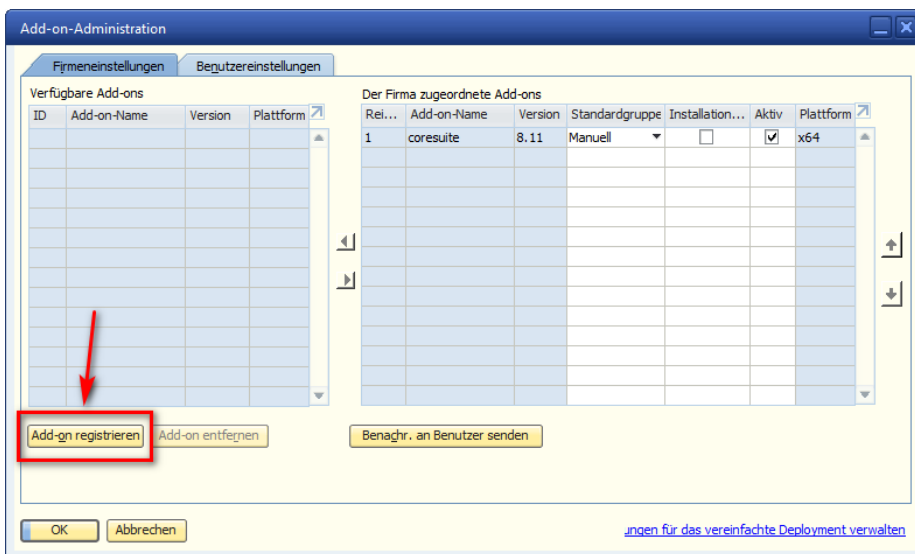 Add-on-Administration
Firmeneinstellungen Benutzereinstellungen
Verfügbare Add-ons
ID Add-on-Name Version Plattform
Der Firma zugeordnete Add-ons
Rei... Add-on-Name Version Standardgruppe Installation... Aktiv Plattform
1 coresuite 8.11 Manuell x64
Add-on registrieren Add-on entfernen Benachr. an Benutzer senden
OK Abbrechen
ungen für das vereinfachte Deployment verwalten